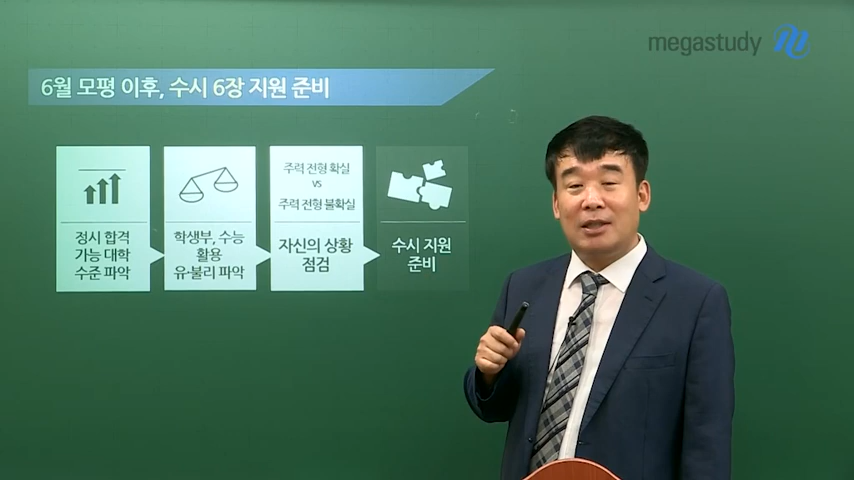 megastudy
6월 모평 이후, 수시 6장 지원 준비
정시 합격
가능 대학
수준 파악
학생부, 수능
활용
유·불리 파악
주력 전형 확실
vs
주력 전형 불확실
자신의 상황
점검
수시 지원
준비